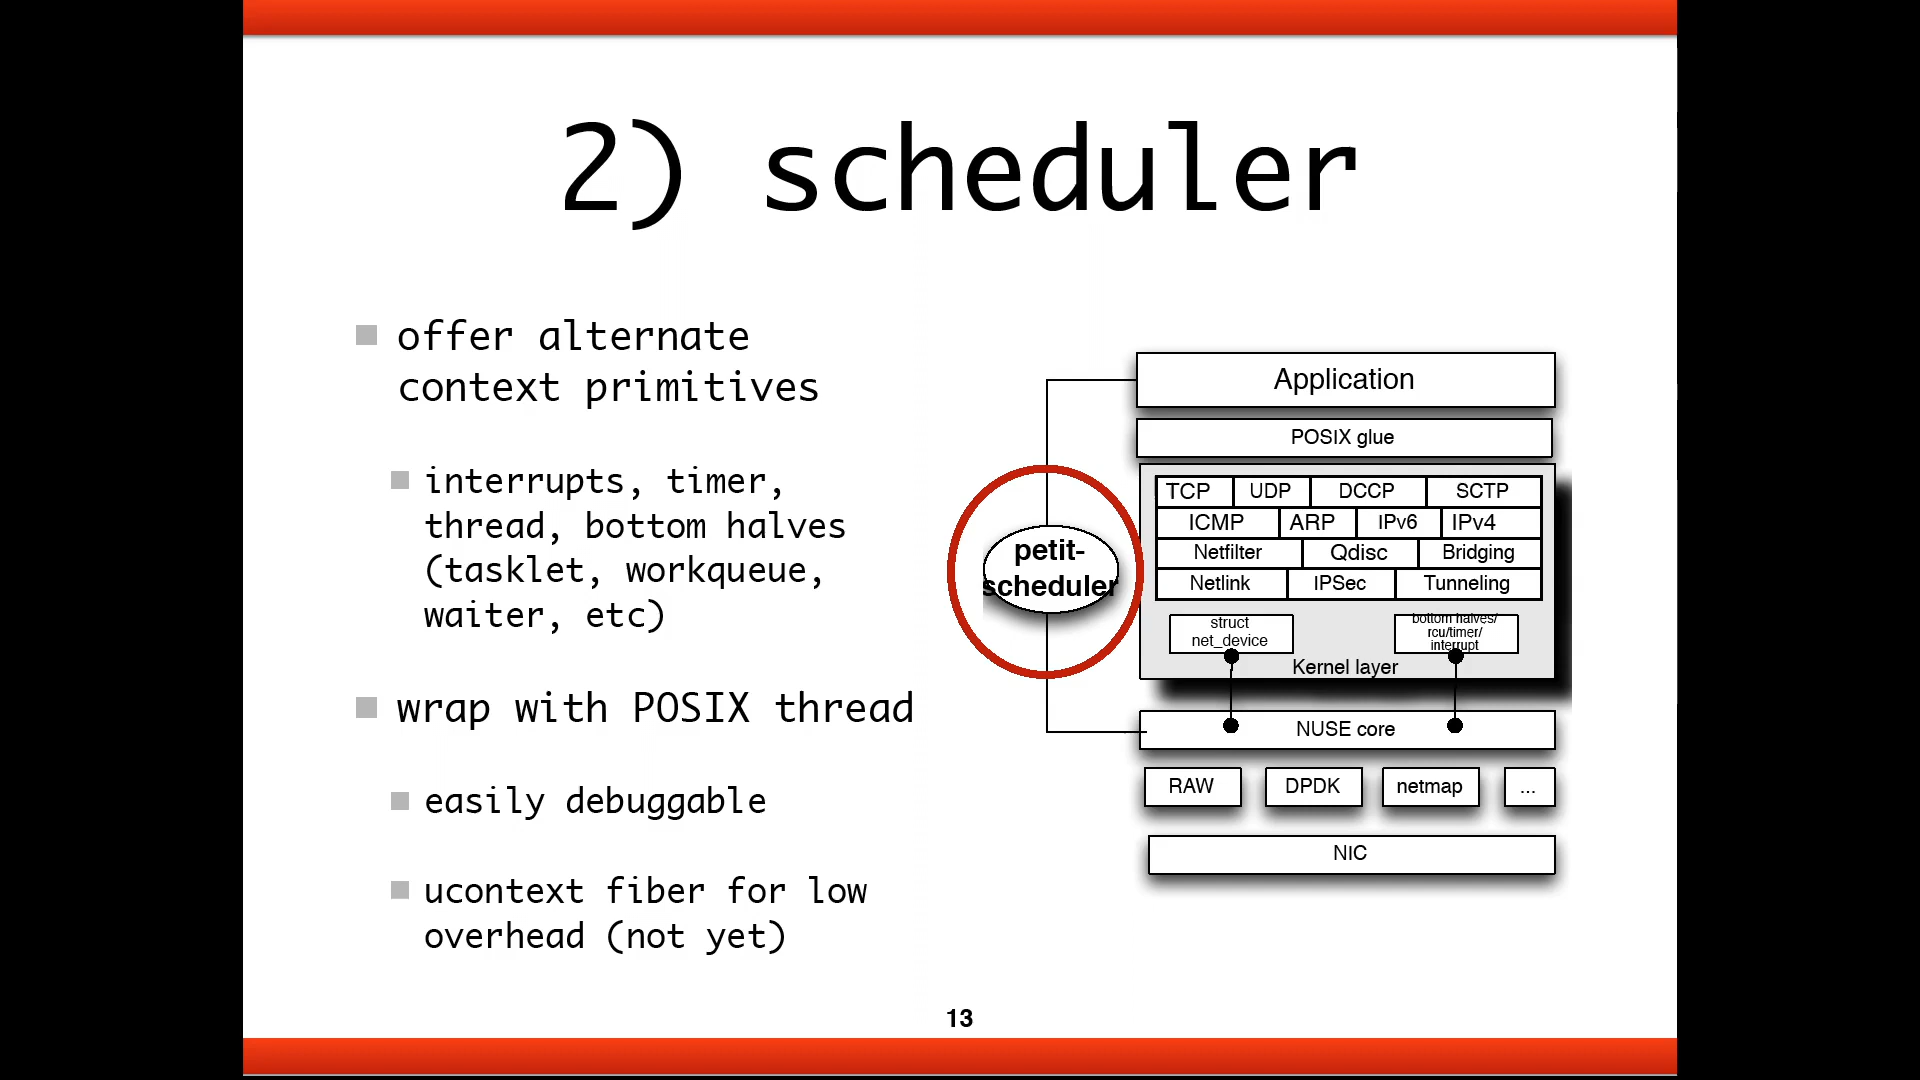 2) scheduler
offer alternate
context primitives
interrupts, timer,
thread, bottom halves
(tasklet, workqueue,
waiter, etc)
wrap with POSIX thread
easily debuggable
ucontext fiber for low
overhead (not yet)
petit-
scheduler
Application
POSIX glue
TCP UDP DCCP SCTP
ICMP ARP IPv6 IPv4
Netfilter Qdisc Bridging
Netlink IPSec Tunneling
struct
net_device
bottom halves/
rcu/timer/
interrupt
Kernel layer
NUSE core
RAW DPDK netmap ...
NIC
13